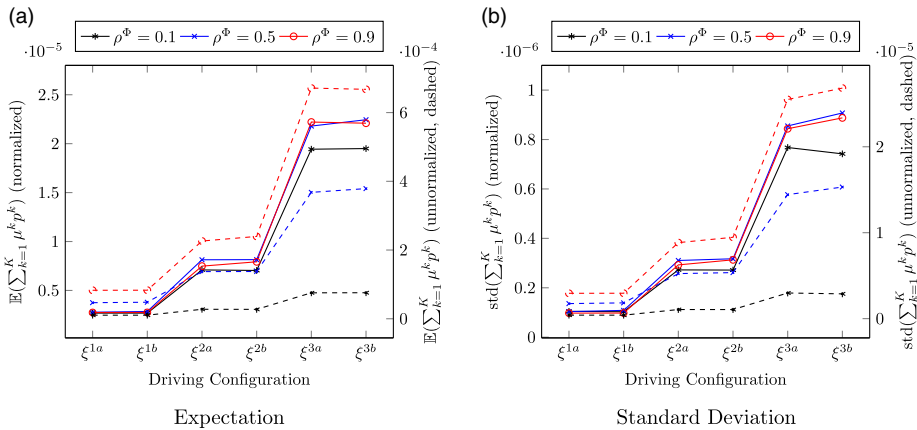 (a)
ρ^Φ = 0.1 ρ^Φ = 0.5 ρ^Φ = 0.9
·10^−5
·10^−4
2.5
2
1.5
1
0.5
6
4
2
0
𝔼(∑_{k=1}^K μ^k p^k) (normalized)
𝔼(∑_{k=1}^K μ^k p^k) (unnormalized, dashed)
ξ^{1a} ξ^{1b} ξ^{2a} ξ^{2b} ξ^{3a} ξ^{3b}
Driving Configuration
Expectation
(b)
ρ^Φ = 0.1 ρ^Φ = 0.5 ρ^Φ = 0.9
·10^−6
·10^−5
1
0.8
0.6
0.4
0.2
0
2
1
0
std(∑_{k=1}^K μ^k p^k) (normalized)
std(∑_{k=1}^K μ^k p^k) (unnormalized, dashed)
ξ^{1a} ξ^{1b} ξ^{2a} ξ^{2b} ξ^{3a} ξ^{3b}
Driving Configuration
Standard Deviation